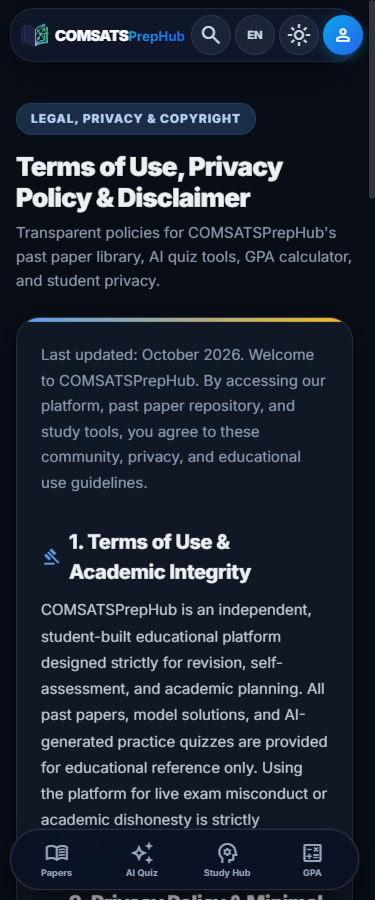 COMSATSPrepHub
EN
LEGAL, PRIVACY & COPYRIGHT
Terms of Use, Privacy
Policy & Disclaimer
Transparent policies for COMSATSPrepHub's
past paper library, AI quiz tools, GPA calculator,
and student privacy.
Last updated: October 2026. Welcome
to COMSATSPrepHub. By accessing our
platform, past paper repository, and
study tools, you agree to these
community, privacy, and educational
use guidelines.
1. Terms of Use &
Academic Integrity
COMSATSPrepHub is an independent,
student-built educational platform
designed strictly for revision, self-
assessment, and academic planning. All
past papers, model solutions, and AI-
generated practice quizzes are provided
for educational reference only. Using
the platform for live exam misconduct or
academic dishonesty is strictly
Papers
AI Quiz
Study Hub
GPA
2. Privacy Policy & Minimal